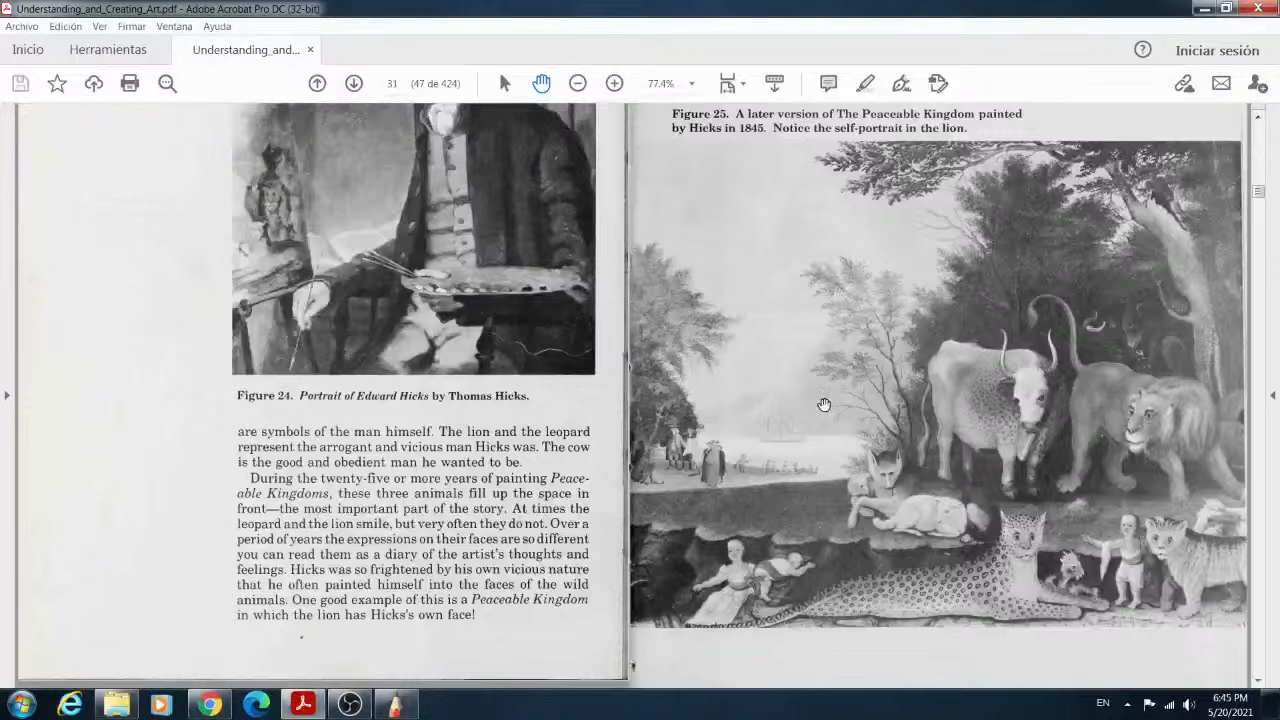 Understanding_and_Creating_Art.pdf - Adobe Acrobat Pro DC (32-bit)
Archivo Edición Ver Firmar Ventana Ayuda
Inicio Herramientas Understanding_and... × Iniciar sesión
31 (47 de 424) 77.4%
Figure 24. Portrait of Edward Hicks by Thomas Hicks.
are symbols of the man himself. The lion and the leopard
represent the arrogant and vicious man Hicks was. The cow
is the good and obedient man he wanted to be.
During the twenty-five or more years of painting Peace-
able Kingdoms, these three animals fill up the space in
front—the most important part of the story. At times the
leopard and the lion smile, but very often they do not. Over a
period of years the expressions on their faces are so different
you can read them as a diary of the artist's thoughts and
feelings. Hicks was so frightened by his own vicious nature
that he often painted himself into the faces of the wild
animals. One good example of this is a Peaceable Kingdom
in which the lion has Hicks's own face!
Figure 25. A later version of The Peaceable Kingdom painted
by Hicks in 1845. Notice the self-portrait in the lion.
EN
6:45 PM
5/20/2021